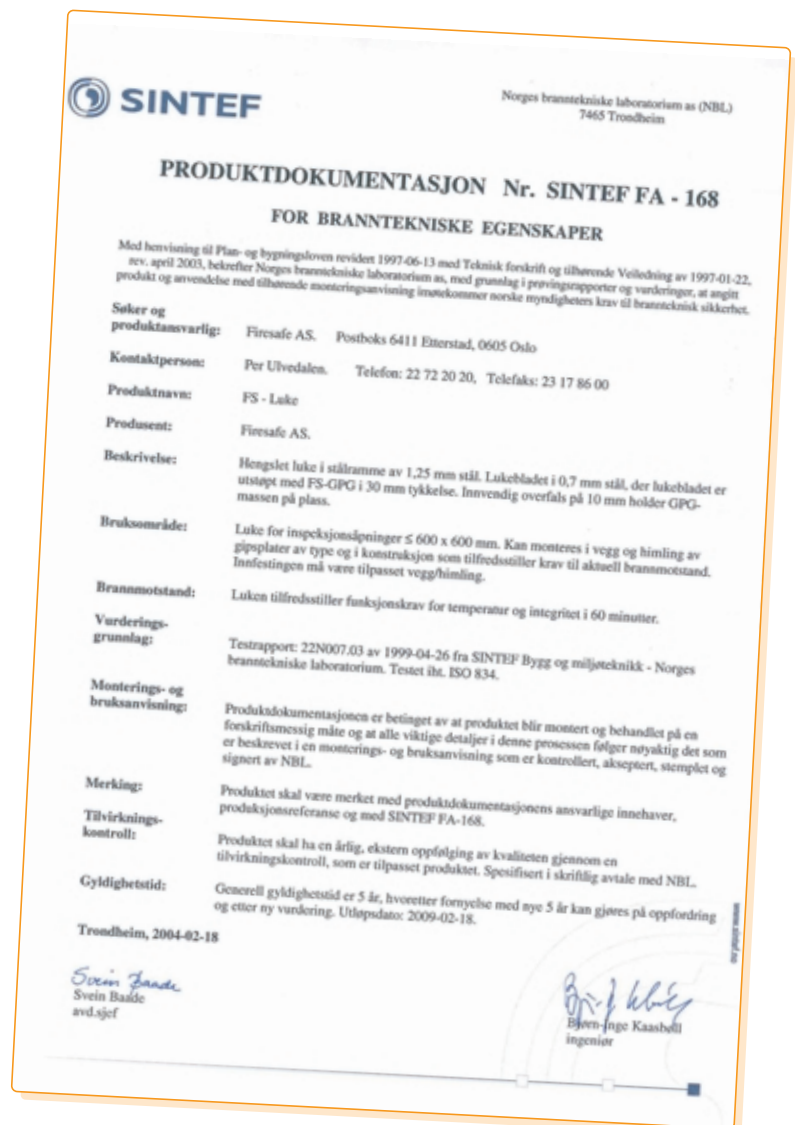 SINTEF
Norges branntekniske laboratorium as (NBL)
7465 Trondheim
PRODUKTDOKUMENTASJON Nr. SINTEF FA - 168
FOR BRANNTEKNISKE EGENSKAPER
Med henvisning til Plan- og bygningsloven revidert 1997-06-13 med Teknisk forskrift og tilhørende Veiledning av 1997-01-22,
rev. april 2003, bekrefter Norges branntekniske laboratorium as, med grunnlag i prøvingsrapporter og vurderinger, at angitt
produkt og anvendelse med tilhørende monteringsanvisning imøtekommer norske myndigheters krav til brannteknisk sikkerhet.
Søker og
produktansvarlig: Firesafe AS. Postboks 6411 Etterstad, 0605 Oslo
Kontaktperson: Per Ulvedalen. Telefon: 22 72 20 20, Telefaks: 23 17 86 00
Produktnavn: FS - Luke
Produsent: Firesafe AS.
Beskrivelse: Hengslet luke i stålramme av 1,25 mm stål. Lukebladet i 0,7 mm stål, der lukebladet er
utstøpt med FS-GPG i 30 mm tykkelse. Innvendig overfals på 10 mm holder GPG-
massen på plass.
Bruksområde: Luke for inspeksjonsåpninger ≤ 600 x 600 mm. Kan monteres i vegg og himling av
gipsplater av type og i konstruksjon som tilfredsstiller krav til aktuell brannmotstand.
Innfestingen må være tilpasset vegg/himling.
Brannmotstand: Luken tilfredsstiller funksjonskrav for temperatur og integritet i 60 minutter.
Vurderings-
grunnlag: Testrapport: 22N007.03 av 1999-04-26 fra SINTEF Bygg og miljøteknikk - Norges
branntekniske laboratorium. Testet iht. ISO 834.
Monterings- og
bruksanvisning: Produktdokumentasjonen er betinget av at produktet blir montert og behandlet på en
forskriftsmessig måte og at alle viktige detaljer i denne prosessen følger nøyaktig det som
er beskrevet i en monterings- og bruksanvisning som er kontrollert, akseptert, stemplet og
signert av NBL.
Merking: Produktet skal være merket med produktdokumentasjonens ansvarlige innehaver,
produksjonsreferanse og med SINTEF FA-168.
Tilvirknings-
kontroll: Produktet skal ha en årlig, ekstern oppfølging av kvaliteten gjennom en
tilvirkningskontroll, som er tilpasset produktet. Spesifisert i skriftlig avtale med NBL.
Gyldighetstid: Generell gyldighetstid er 5 år, hvoretter fornyelse med nye 5 år kan gjøres på oppfordring
og etter ny vurdering. Utløpsdato: 2009-02-18.
www.sintef.no
Trondheim, 2004-02-18
Svein Baade
Svein Baade
avd.sjef
Bjørn-Inge Kaasbøll
ingeniør